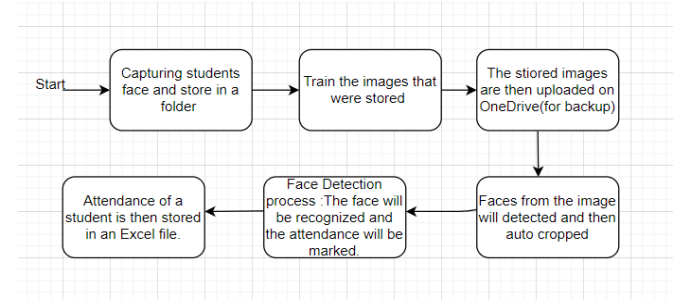 Start
Capturing students
face and store in a
folder
Train the images that
were stored
The stiored images
are then uploaded on
OneDrive(for backup)
Faces from the image
will detected and then
auto cropped
Face Detection
process :The face will
be recognized and
the attendance will be
marked.
Attendance of a
student is then stored
in an Excel file.